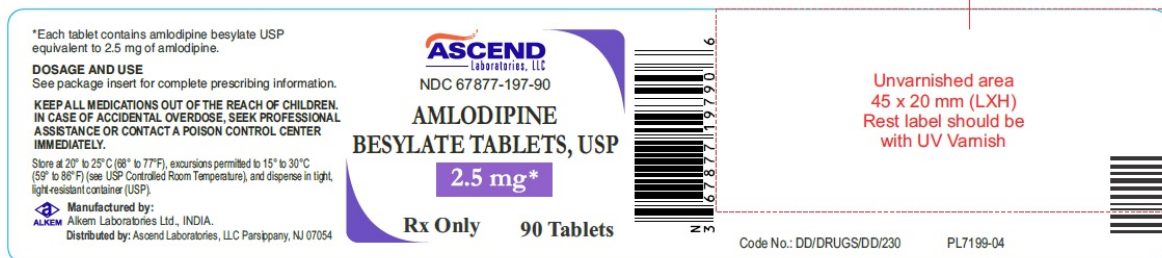 *Each tablet contains amlodipine besylate USP
equivalent to 2.5 mg of amlodipine.
DOSAGE AND USE
See package insert for complete prescribing information.
KEEP ALL MEDICATIONS OUT OF THE REACH OF CHILDREN.
IN CASE OF ACCIDENTAL OVERDOSE, SEEK PROFESSIONAL
ASSISTANCE OR CONTACT A POISON CONTROL CENTER
IMMEDIATELY.
Store at 20° to 25°C (68° to 77°F), excursions permitted to 15° to 30°C
(59° to 86°F) (see USP Controlled Room Temperature), and dispense in tight,
light-resistant container (USP).
ALKEM
Manufactured by:
Alkem Laboratories Ltd., INDIA.
Distributed by: Ascend Laboratories, LLC Parsippany, NJ 07054
ASCEND
Laboratories, LLC
NDC 67877-197-90
AMLODIPINE
BESYLATE TABLETS, USP
2.5 mg*
Rx Only 90 Tablets
N 3 67877 19790 6
Unvarnished area
45 x 20 mm (LXH)
Rest label should be
with UV Varnish
Code No.: DD/DRUGS/DD/230 PL7199-04